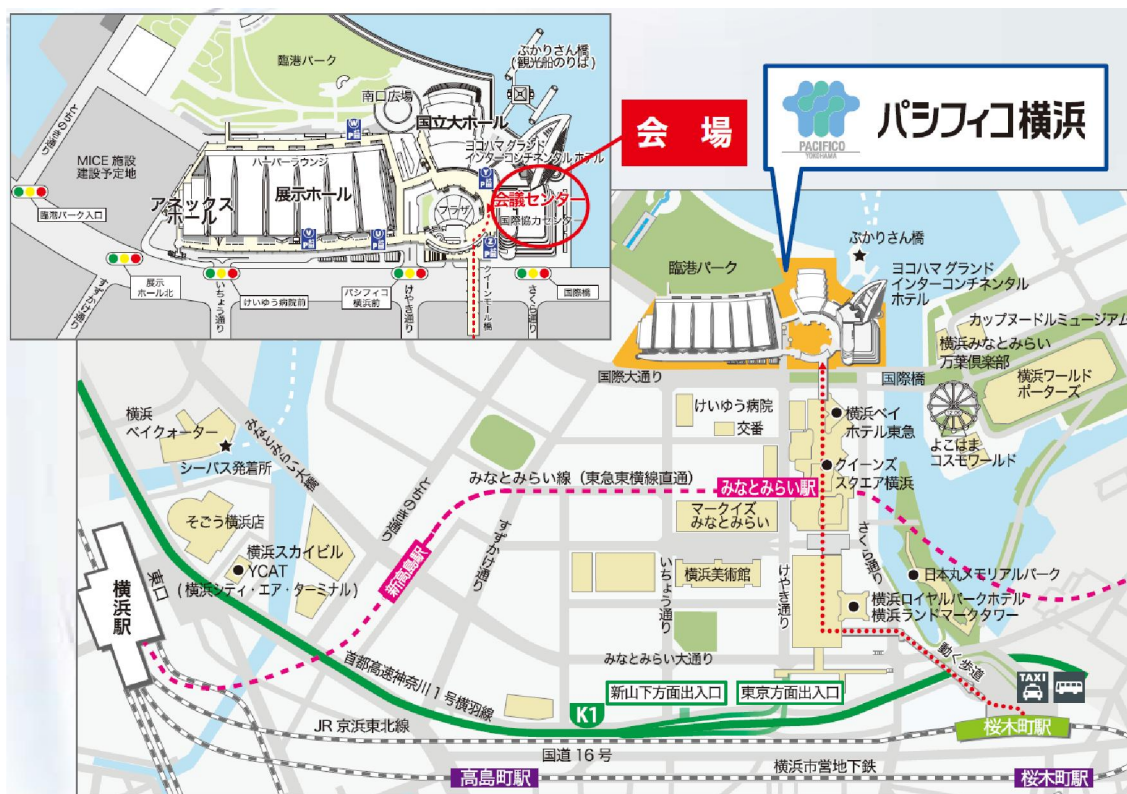 臨港パーク
ぷかりさん橋
(観光船のりば)
南口広場
国立大ホール
とちのき通り
MICE 施設
建設予定地
ハーバーラウンジ
ヨコハマ グランド
インターコンチネンタル ホテル
アネックス
ホール
展示ホール
プラザ
会議センター
国際協力センター
臨港パーク入口
展示
ホール北
すずかけ通り
いちょう通り
けいゆう病院前
パシフィコ
横浜前
けやき通り
クイーンモール橋
さくら通り
国際橋
会 場
PACIFICO
YOKOHAMA
パシフィコ横浜
臨港パーク
ぷかりさん橋
ヨコハマ グランド
インターコンチネンタル
ホテル
カップヌードルミュージアム
横浜みなとみらい
万葉倶楽部
横浜ワールド
ポーターズ
国際大通り
国際橋
けいゆう病院
交番
横浜ベイ
ホテル東急
よこはま
コスモワールド
横浜
ベイクォーター
シーバス発着所
みなとみらい大橋
とちのき通り
みなとみらい線（東急東横線直通）
みなとみらい駅
クイーンズ
スクエア横浜
マークイズ
みなとみらい
そごう横浜店
横浜スカイビル
YCAT
(横浜シティ・エア・ターミナル)
新高島駅
すずかけ通り
いちょう通り
横浜美術館
けやき通り
さくら通り
日本丸メモリアルパーク
横浜ロイヤルパークホテル
横浜ランドマークタワー
横浜駅
東口
みなとみらい大通り
動く歩道
首都高速神奈川1号横羽線
新山下方面出入口
東京方面出入口
TAXI
K1
JR 京浜東北線
桜木町駅
国道16号
横浜市営地下鉄
高島町駅
桜木町駅